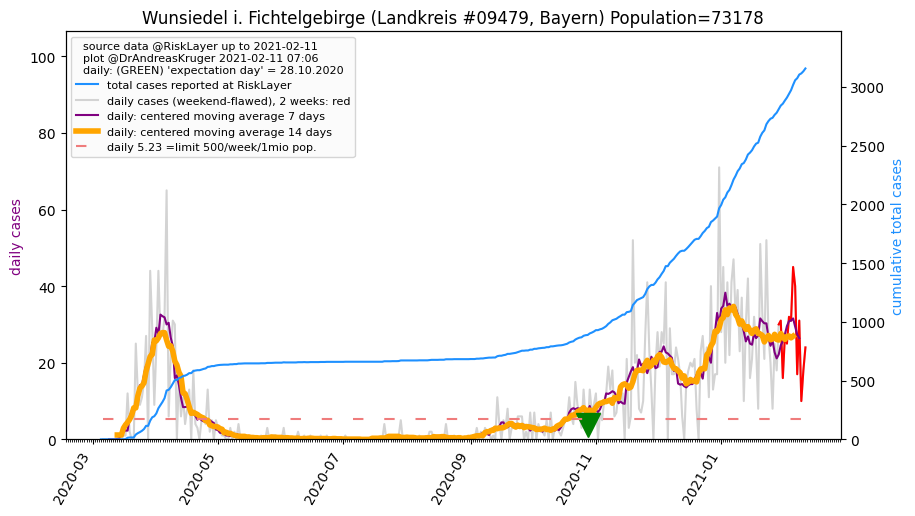 Wunsiedel i. Fichtelgebirge (Landkreis #09479, Bayern) Population=73178
source data @RiskLayer up to 2021-02-11
plot @DrAndreasKruger 2021-02-11 07:06
daily: (GREEN) 'expectation day' = 28.10.2020
total cases reported at RiskLayer
daily cases (weekend-flawed), 2 weeks: red
daily: centered moving average 7 days
daily: centered moving average 14 days
daily 5.23 =limit 500/week/1mio pop.
daily cases
100
80
60
40
20
0
cumulative total cases
3000
2500
2000
1500
1000
500
0
2020-03
2020-05
2020-07
2020-09
2020-11
2021-01